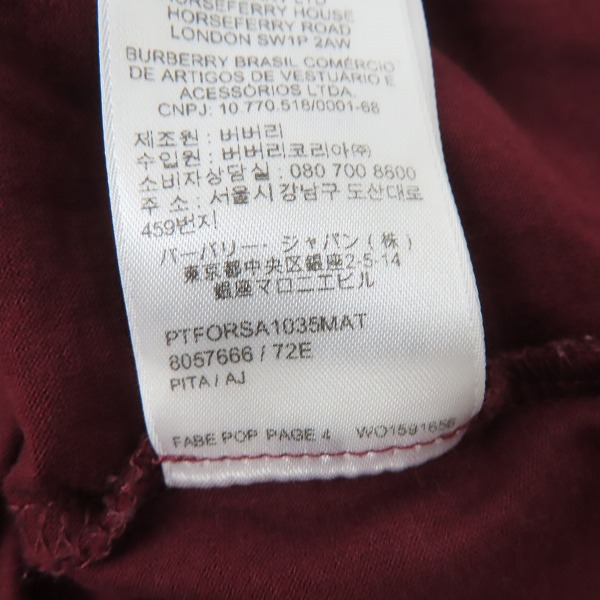 HORSEFERRY HOUSE
HORSEFERRY ROAD
LONDON SW1P 2AW
BURBERRY BRASIL COMÉRCIO
DE ARTIGOS DE VESTUÁRIO E
ACESSÓRIOS LTDA.
CNPJ: 10.770.518/0001-68
제조원 : 버버리
수입원 : 버버리코리아㈜
소비자상담실 : 080 700 8800
주 소 : 서울시 강남구 도산대로
459번지
バーバリー・ジャパン(株)
東京都中央区銀座2-5-14
銀座マロニエビル
PTFORSA1035MAT
8057666 / 72E
PITA / AJ
FABE POP PAGE 4 WO1591656